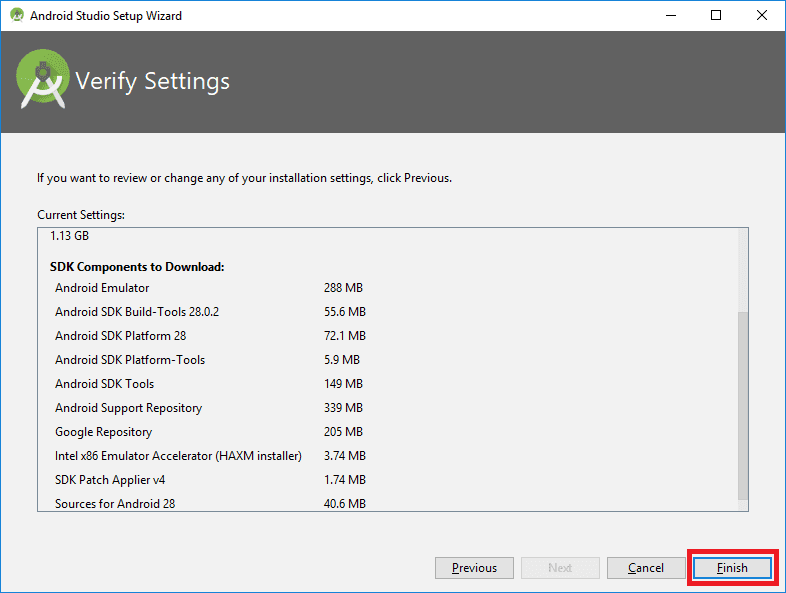 Android Studio Setup Wizard
Verify Settings
If you want to review or change any of your installation settings, click Previous.
Current Settings:
1.13 GB
SDK Components to Download:
Android Emulator 288 MB
Android SDK Build-Tools 28.0.2 55.6 MB
Android SDK Platform 28 72.1 MB
Android SDK Platform-Tools 5.9 MB
Android SDK Tools 149 MB
Android Support Repository 339 MB
Google Repository 205 MB
Intel x86 Emulator Accelerator (HAXM installer) 3.74 MB
SDK Patch Applier v4 1.74 MB
Sources for Android 28 40.6 MB
Previous Next Cancel Finish